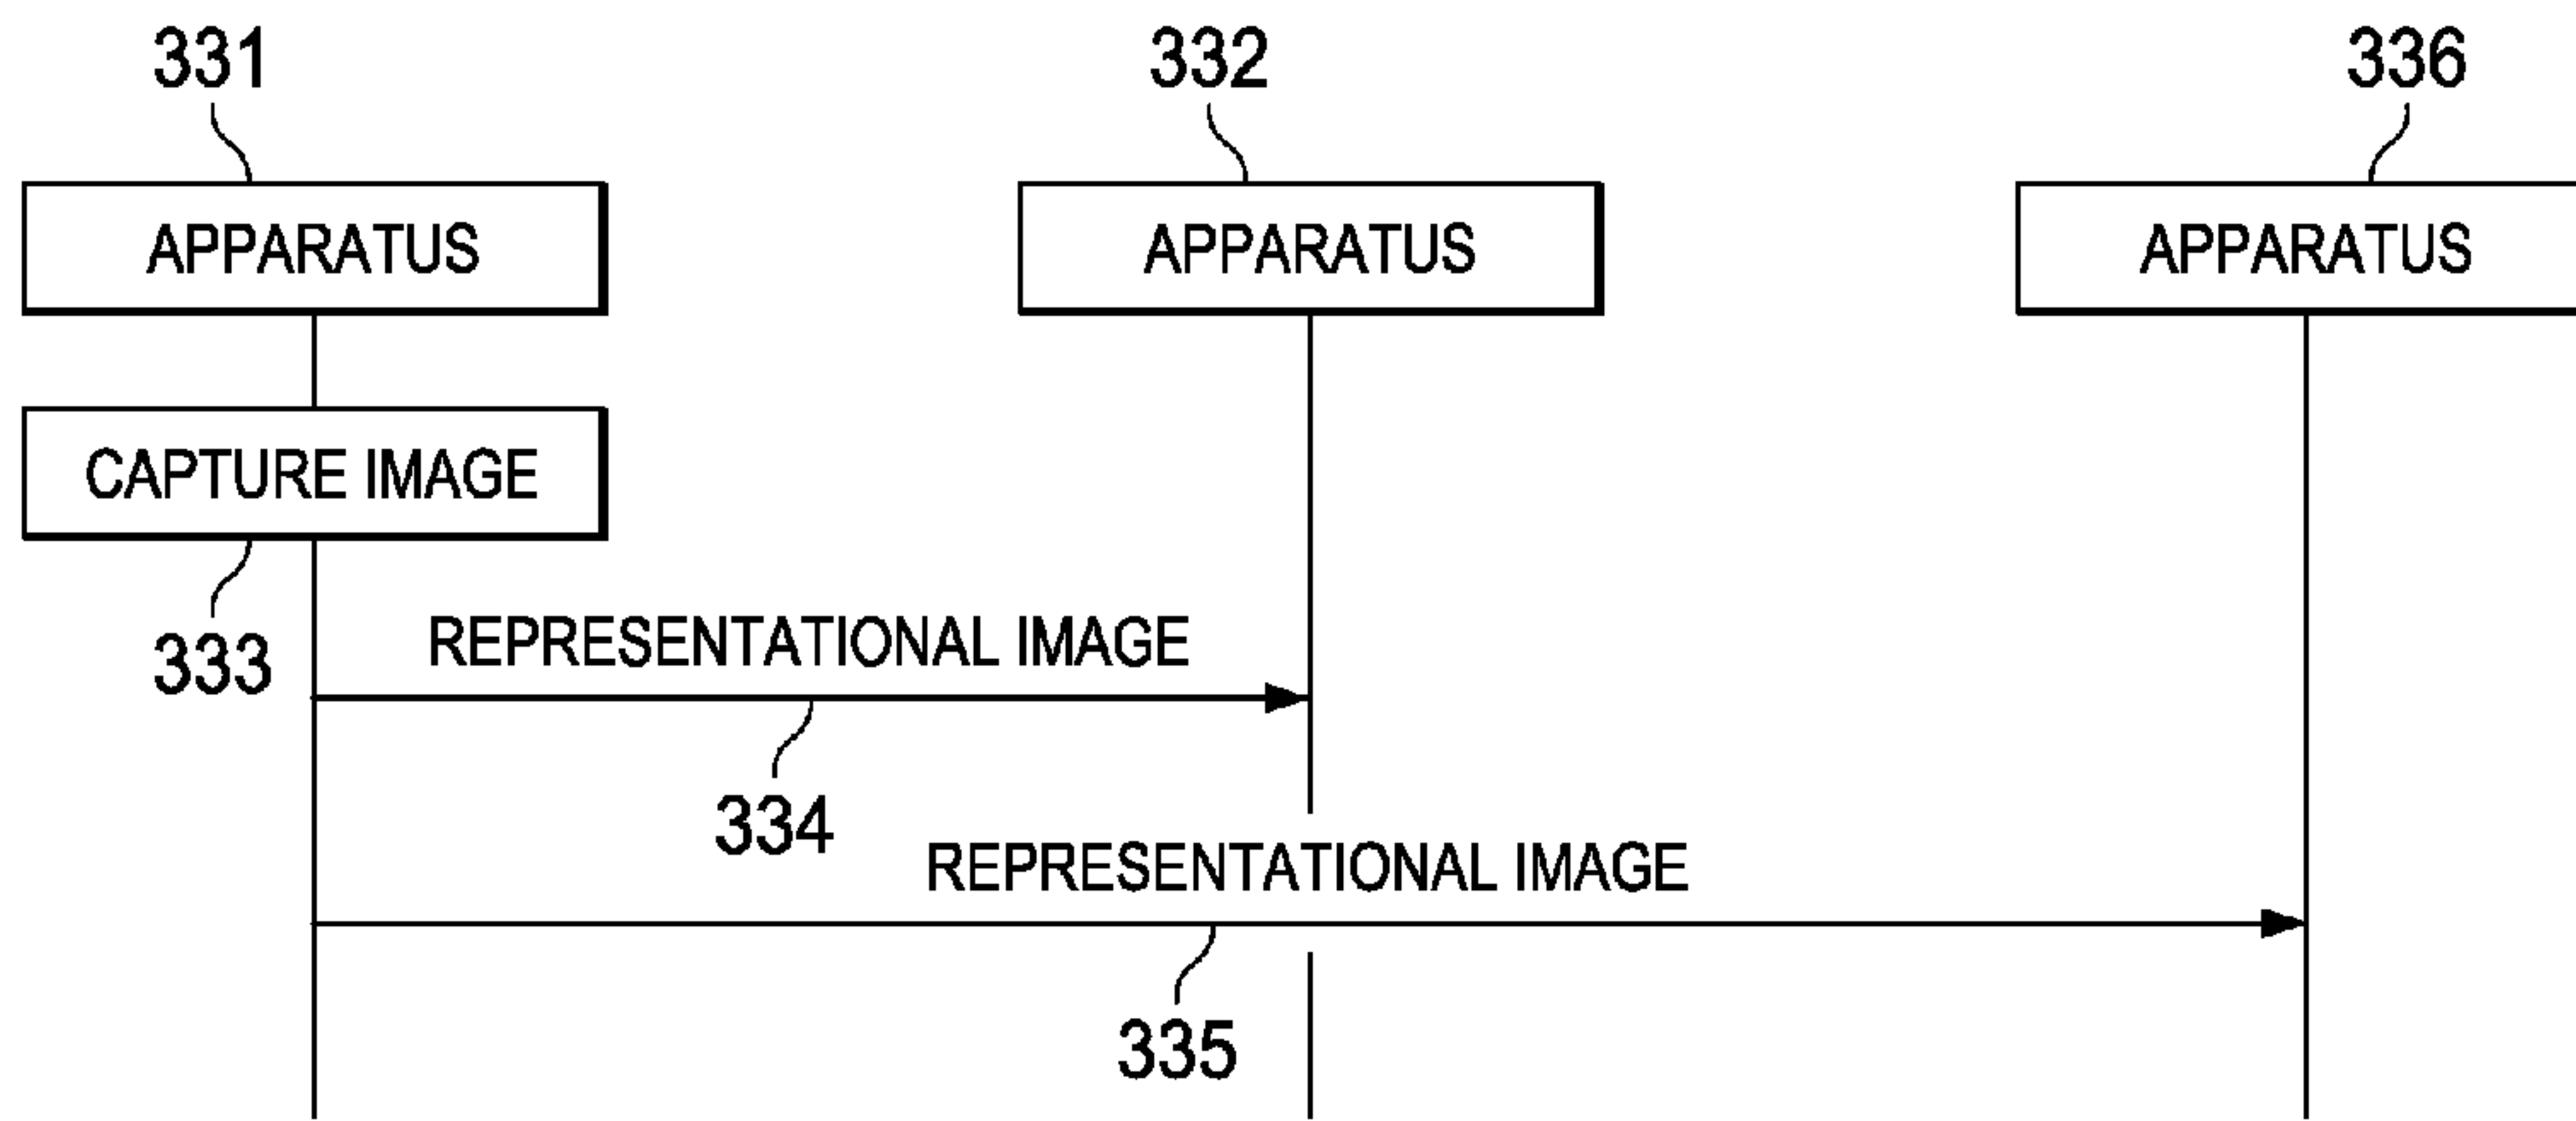 331
332
336
APPARATUS
APPARATUS
APPARATUS
CAPTURE IMAGE
333
REPRESENTATIONAL IMAGE
334
REPRESENTATIONAL IMAGE
335